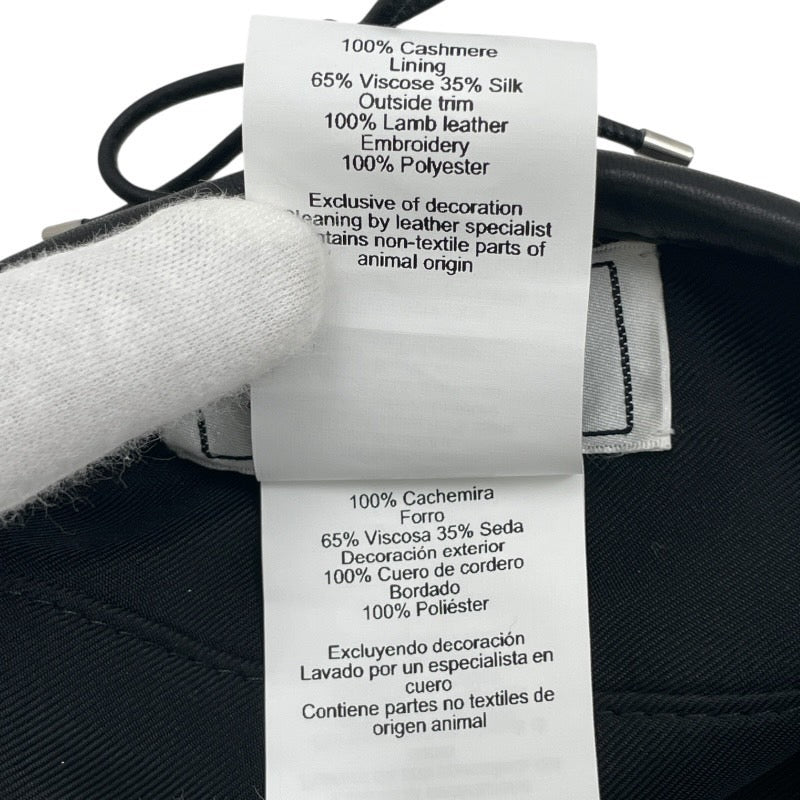 100% Cashmere
Lining
65% Viscose 35% Silk
Outside trim
100% Lamb leather
Embroidery
100% Polyester
Exclusive of decoration
by leather specialist
non-textile parts of
animal origin
100% Cachemira
Forro
65% Viscosa 35% Seda
Decoración exterior
100% Cuero de cordero
Bordado
100% Poliéster
Excluyendo decoración
Lavado por un especialista en
cuero
Contiene partes no textiles de
origen animal